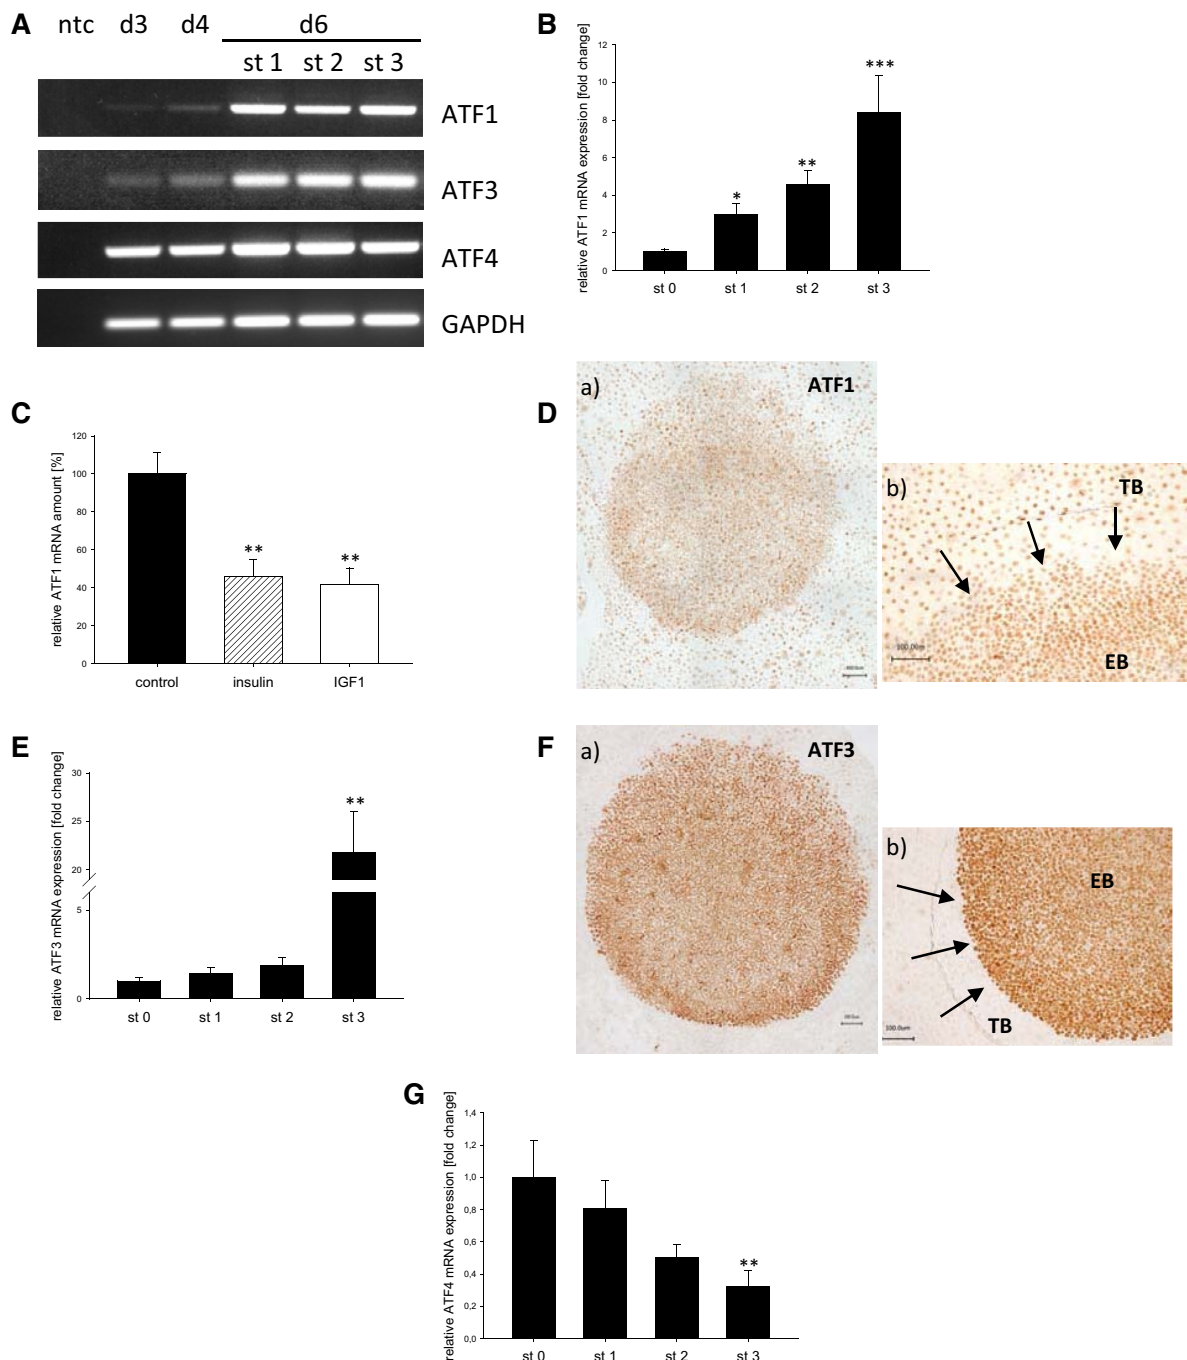 A
ntc d3 d4 d6
st 1 st 2 st 3
ATF1
ATF3
ATF4
GAPDH
B
relative ATF1 mRNA expression [fold change]
12
10
8
6
4
2
0
*
**
***
st 0 st 1 st 2 st 3
C
relative ATF1 mRNA amount [%]
120
100
80
60
40
20
0
**
**
control insulin IGF1
D
a) ATF1
b) TB
EB
100.0um
E
relative ATF3 mRNA expression [fold change]
30
25
20
5
0
**
st 0 st 1 st 2 st 3
F
a) ATF3
b)
EB
TB
100.0um
G
relative ATF4 mRNA expression [fold change]
1,4
1,2
1,0
0,8
0,6
0,4
0,2
0,0
**
st 0 st 1 st 2 st 3